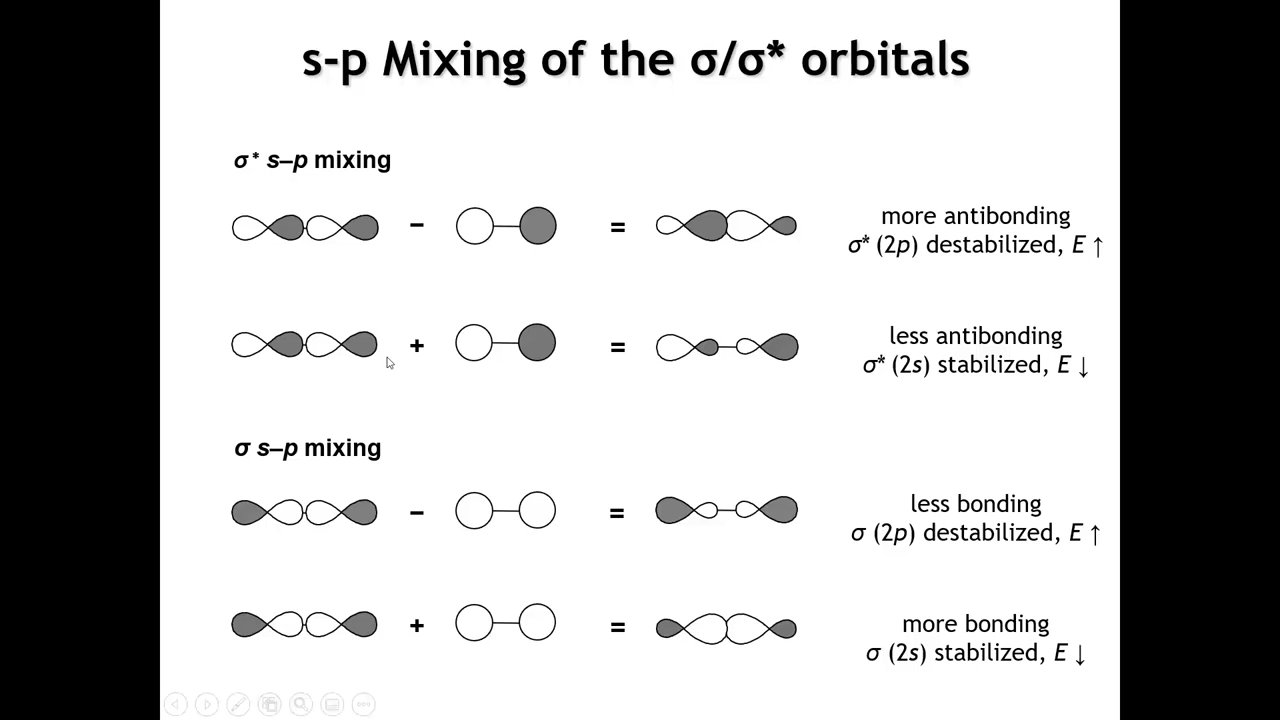 s-p Mixing of the σ/σ* orbitals
σ* s–p mixing
– =
more antibonding
σ* (2p) destabilized, E ↑
+ =
less antibonding
σ* (2s) stabilized, E ↓
σ s–p mixing
– =
less bonding
σ (2p) destabilized, E ↑
+ =
more bonding
σ (2s) stabilized, E ↓